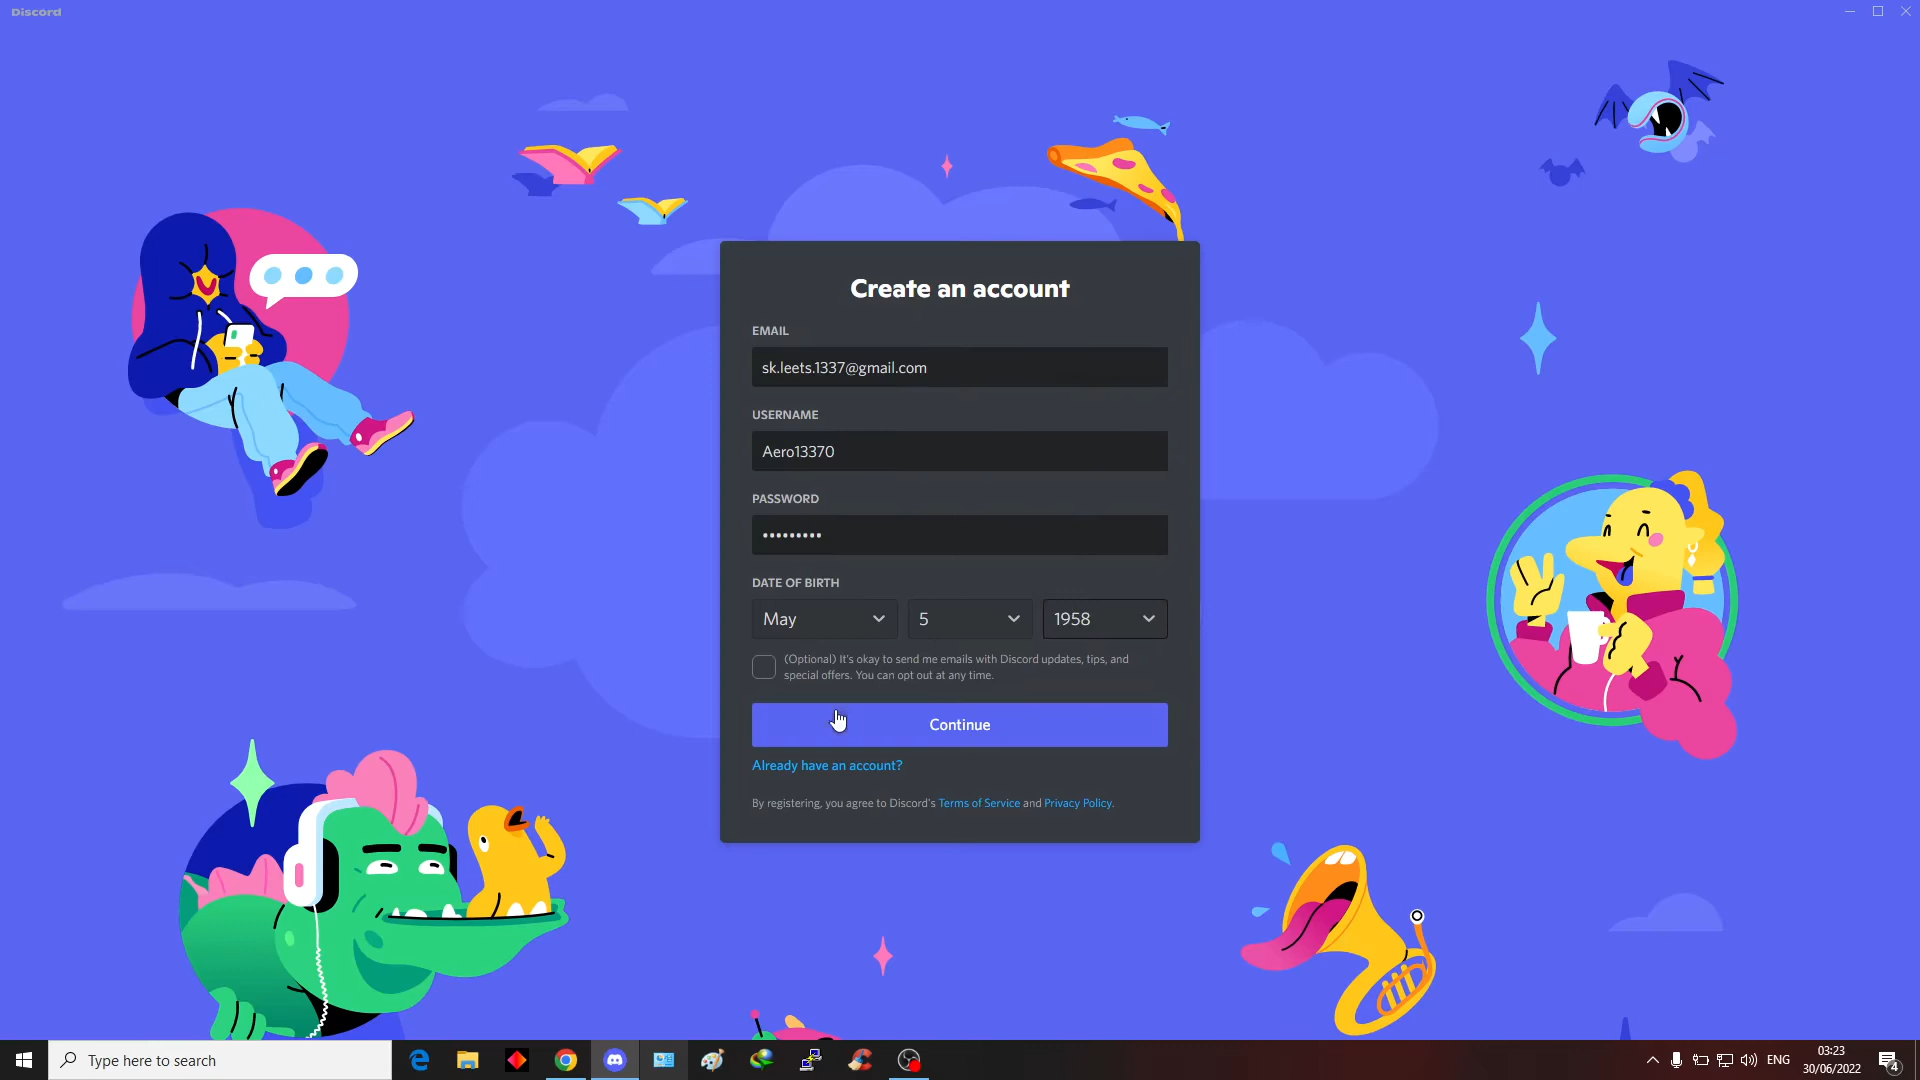 Discord
Create an account
EMAIL
sk.leets.1337@gmail.com
USERNAME
Aero13370
PASSWORD
•••••••••
DATE OF BIRTH
May 5 1958
(Optional) It's okay to send me emails with Discord updates, tips, and
special offers. You can opt out at any time.
Continue
Already have an account?
By registering, you agree to Discord's Terms of Service and Privacy Policy.
Type here to search
ENG
03:23
30/06/2022
4